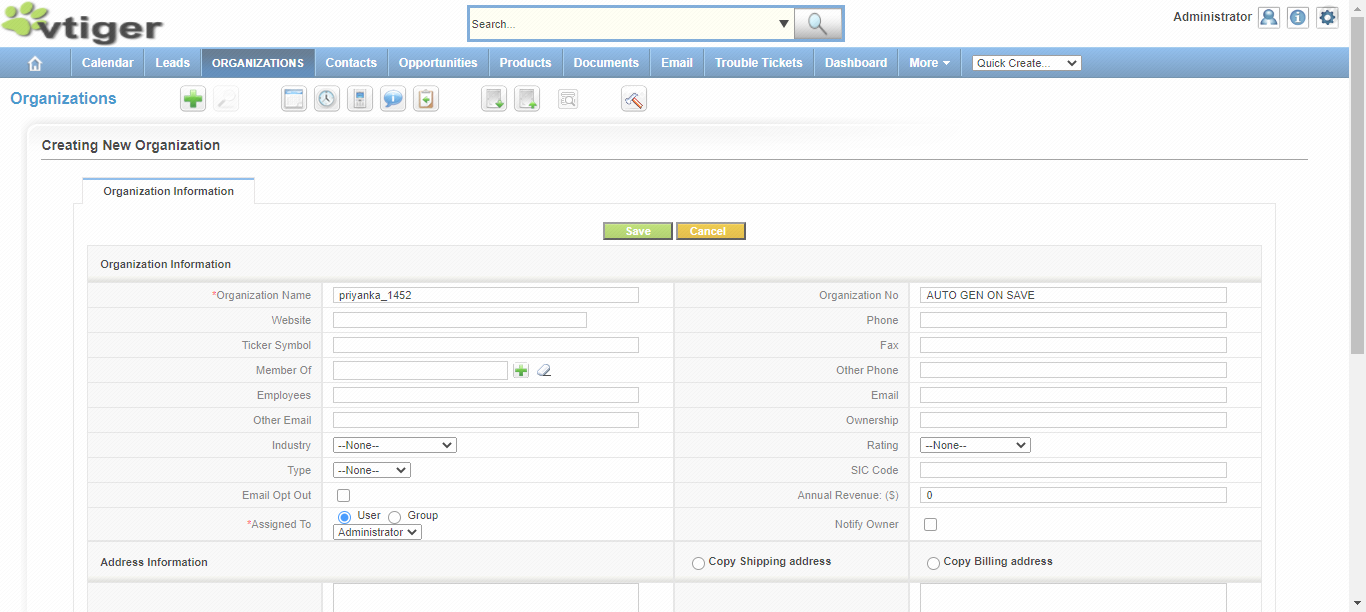 vtiger
Search...
Administrator
Calendar Leads ORGANIZATIONS Contacts Opportunities Products Documents Email Trouble Tickets Dashboard More Quick Create...
Organizations
Creating New Organization
Organization Information
Save Cancel
Organization Information
*Organization Name priyanka_1452 Organization No AUTO GEN ON SAVE
Website Phone
Ticker Symbol Fax
Member Of Other Phone
Employees Email
Other Email Ownership
Industry --None-- Rating --None--
Type --None-- SIC Code
Email Opt Out Annual Revenue: ($) 0
*Assigned To User Group Notify Owner
Administrator
Address Information Copy Shipping address Copy Billing address